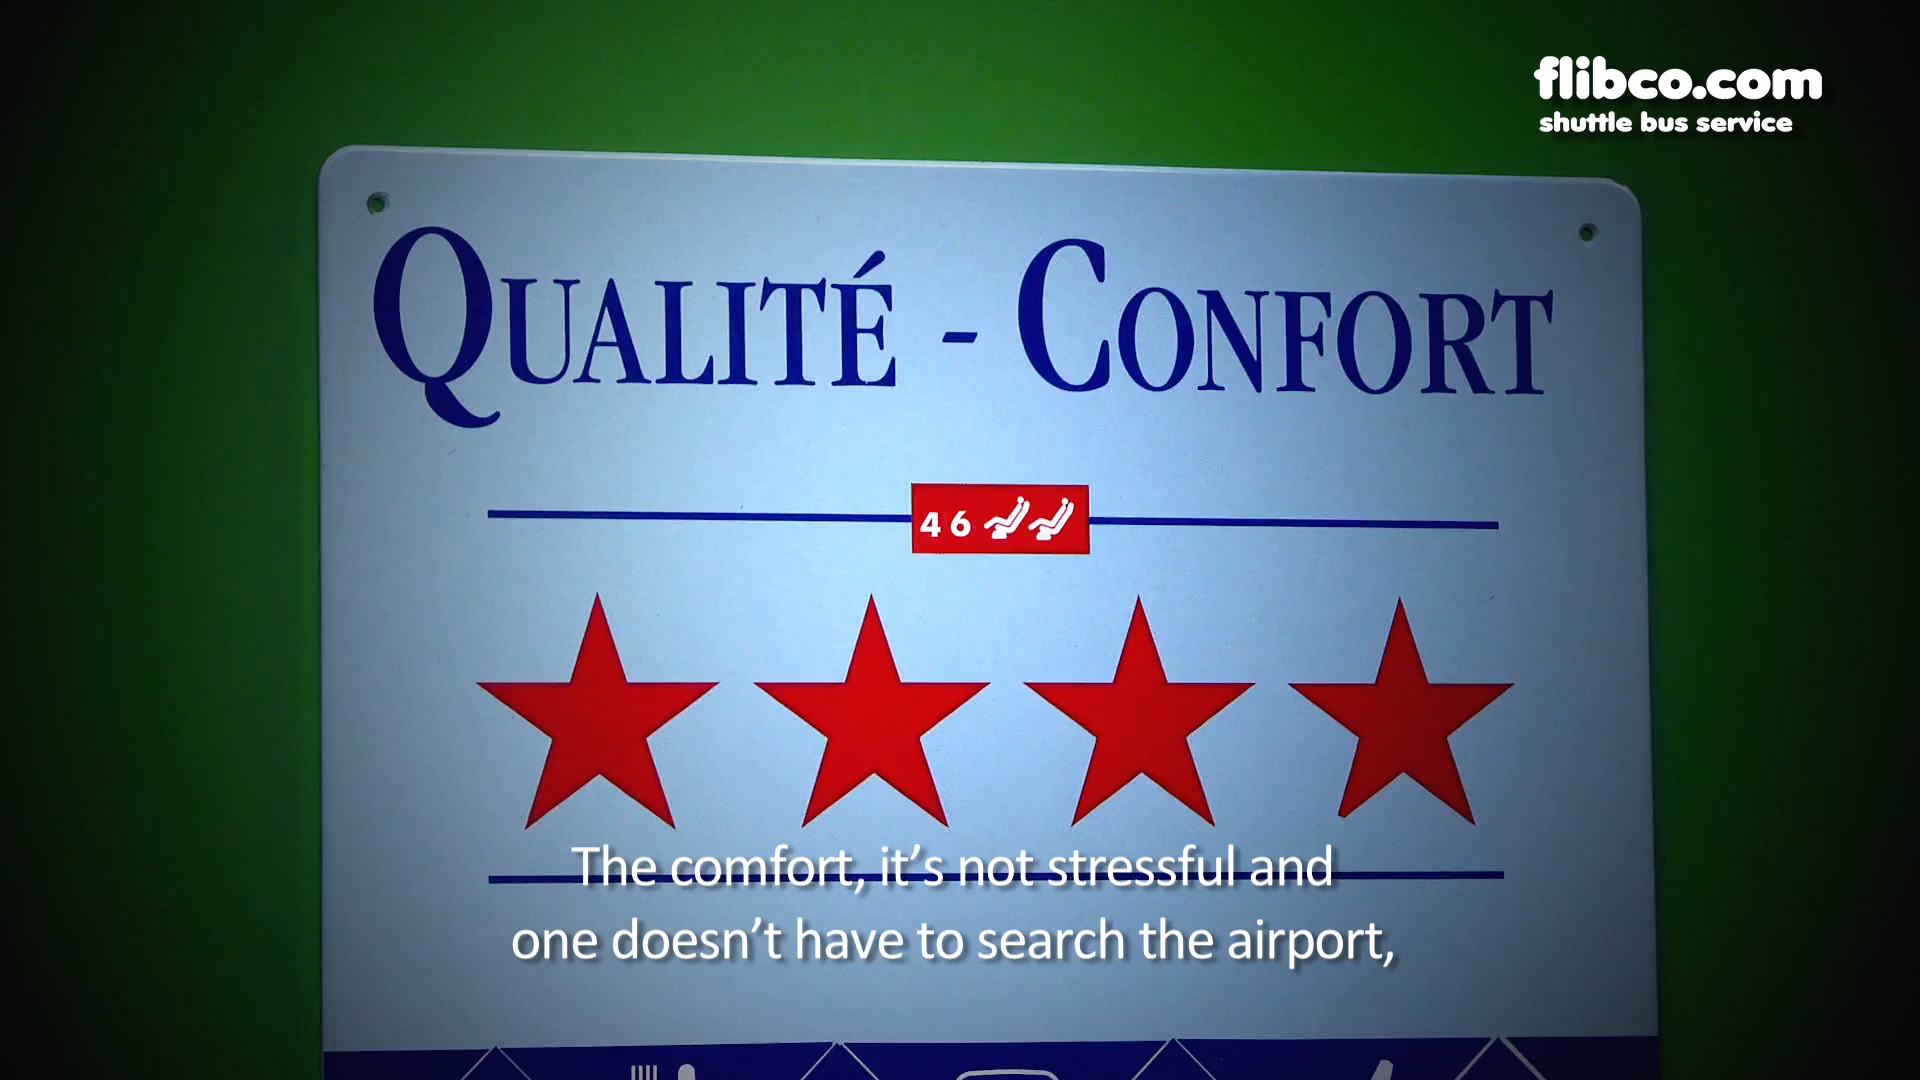 flibco.com
shuttle bus service
QUALITÉ - CONFORT
46
The comfort, it's not stressful and
one doesn't have to search the airport,